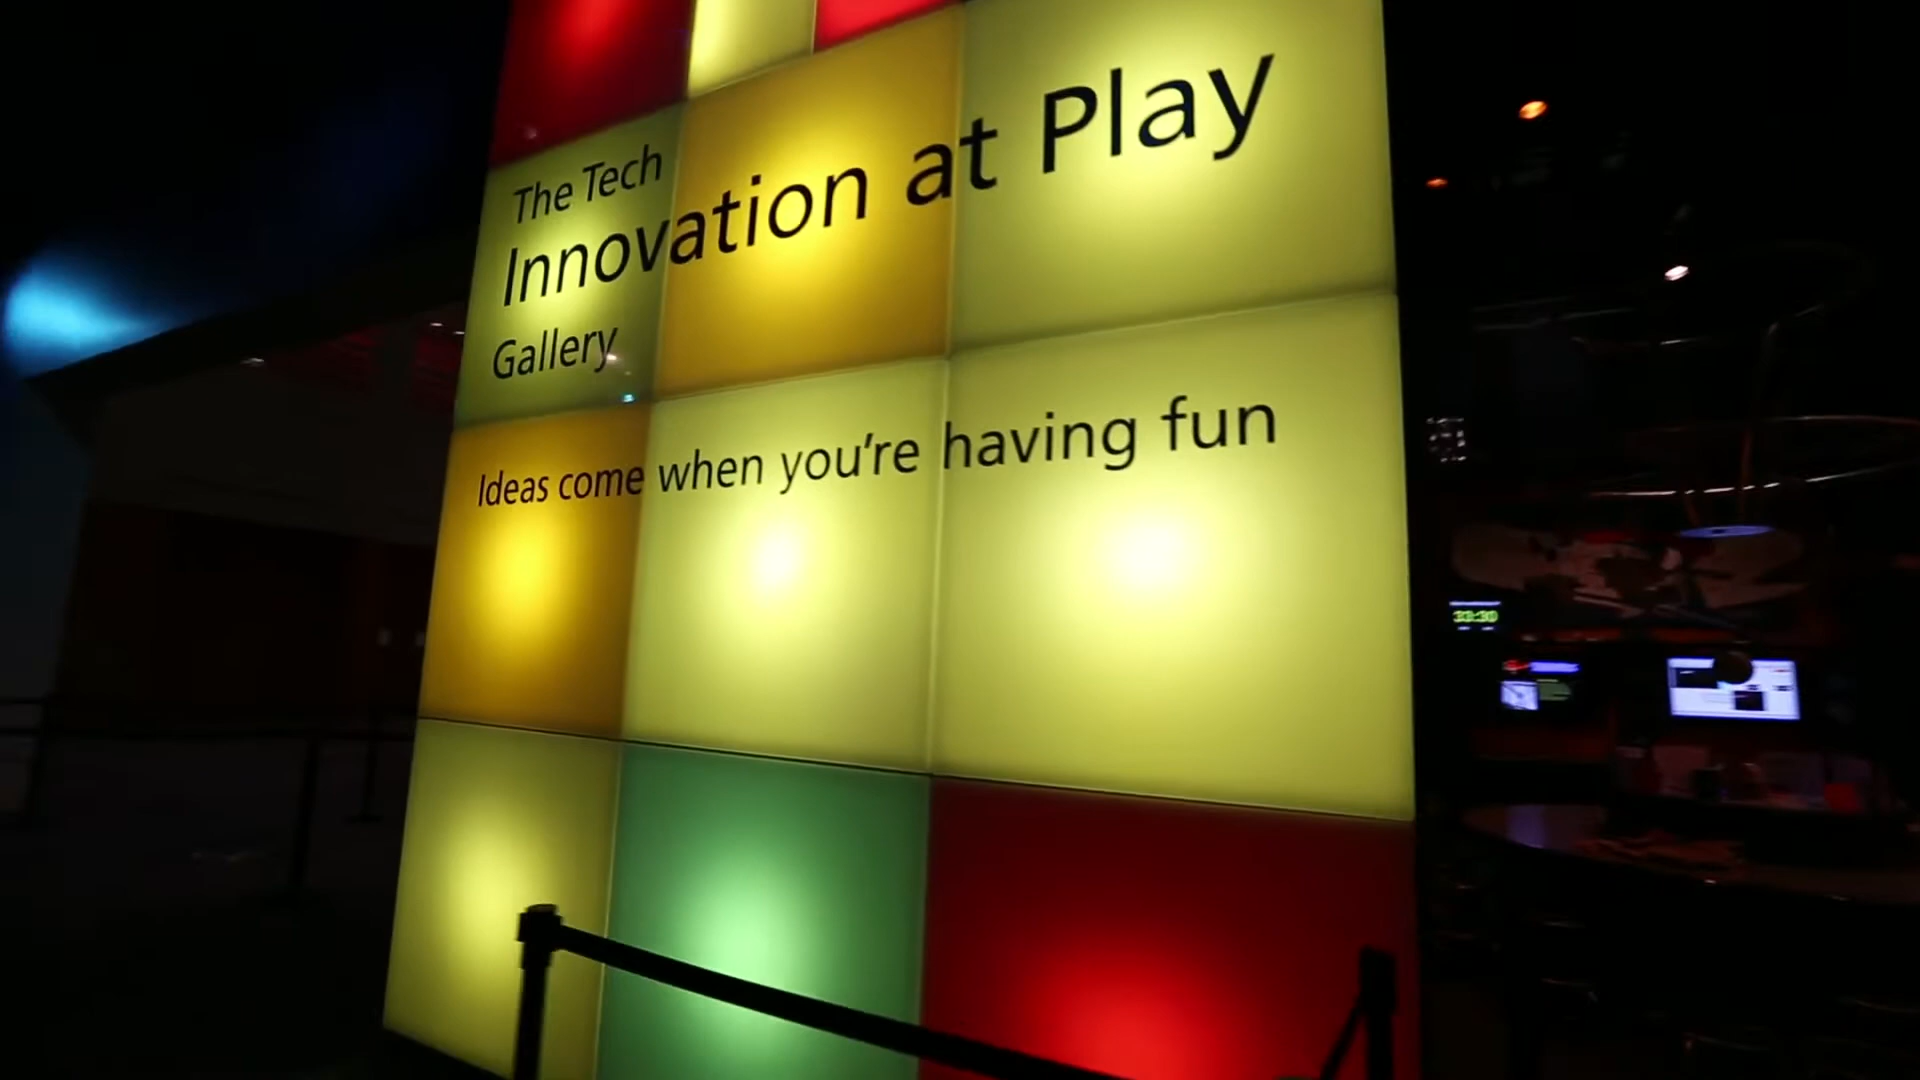 The Tech
Innovation at Play
Gallery
Ideas come when you're having fun